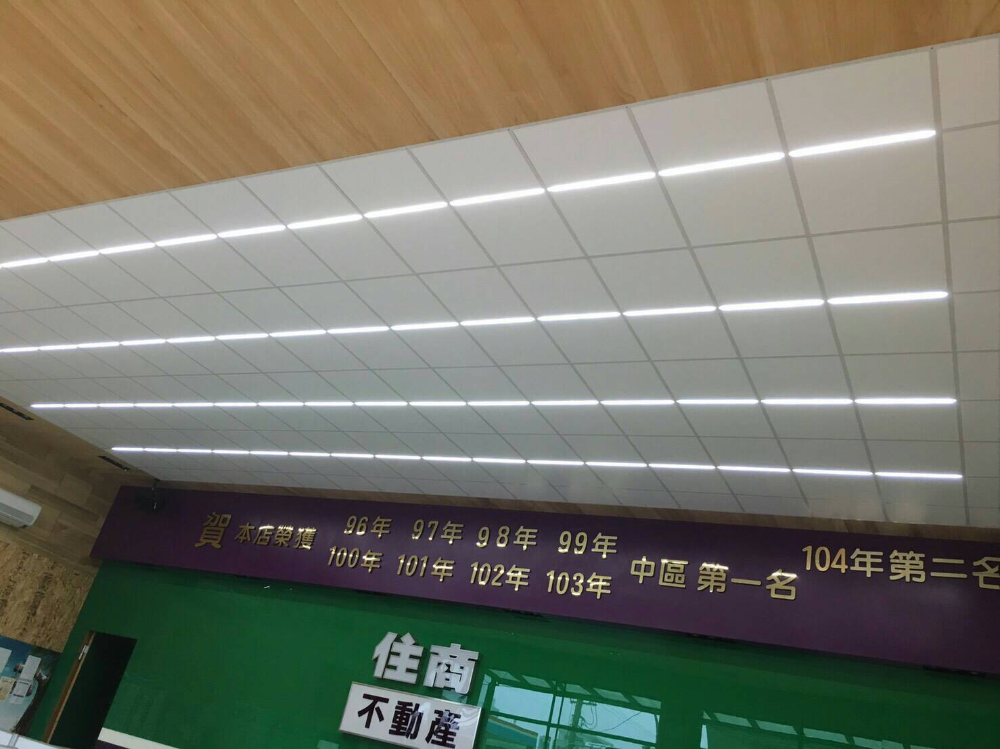 賀 本店榮獲
96年 97年 98年 99年
100年 101年 102年 103年
中區第一名
104年第二名
住商
不動產